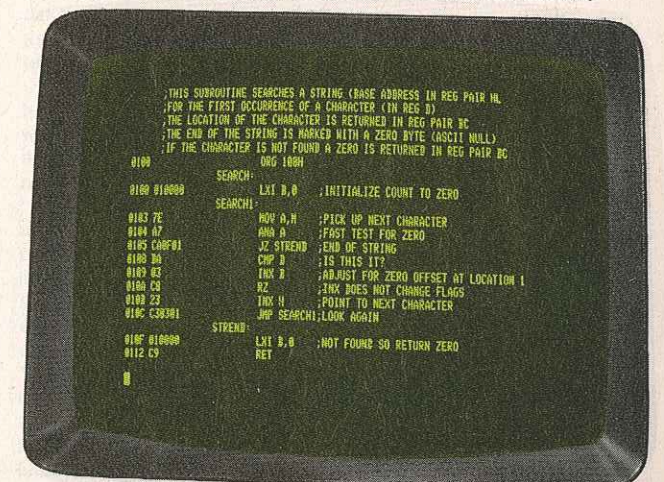 ;THIS SUBROUTINE SEARCHES A STRING (BASE ADDRESS IN REG PAIR HL
;FOR THE FIRST OCCURRENCE OF A CHARACTER (IN REG D)
;THE LOCATION OF THE CHARACTER IS RETURNED IN REG PAIR BC
;THE END OF THE STRING IS MARKED WITH A ZERO BYTE (ASCII NULL)
;IF THE CHARACTER IS NOT FOUND A ZERO IS RETURNED IN REG PAIR BC
0100 ORG 100H
SEARCH:
0100 010000 LXI B,0 ;INITIALIZE COUNT TO ZERO
SEARCH1:
0103 7E MOV A,M ;PICK UP NEXT CHARACTER
0104 A7 ANA A ;FAST TEST FOR ZERO
0105 CA0F01 JZ STREND ;END OF STRING
0108 BA CMP D ;IS THIS IT?
0109 03 INX B ;ADJUST FOR ZERO OFFSET AT LOCATION 1
010A C8 RZ ;INX DOES NOT CHANGE FLAGS
010B 23 INX H ;POINT TO NEXT CHARACTER
010C C30301 JMP SEARCH1;LOOK AGAIN
STREND:
010F 010000 LXI B,0 ;NOT FOUND SO RETURN ZERO
0112 C9 RET